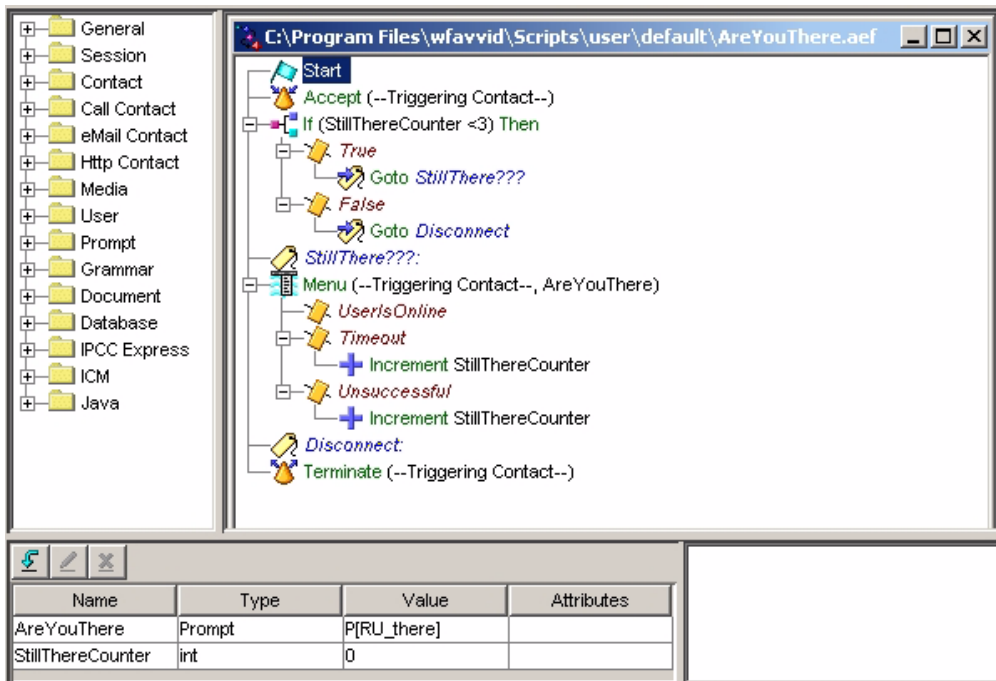 General
Session
Contact
Call Contact
eMail Contact
Http Contact
Media
User
Prompt
Grammar
Document
Database
IPCC Express
ICM
Java
C:\Program Files\wfavvid\Scripts\user\default\AreYouThere.aef
Start
Accept (--Triggering Contact--)
If (StillThereCounter <3) Then
True
Goto StillThere???
False
Goto Disconnect
StillThere???:
Menu (--Triggering Contact--, AreYouThere)
UserIsOnline
Timeout
Increment StillThereCounter
Unsuccessful
Increment StillThereCounter
Disconnect:
Terminate (--Triggering Contact--)
Name Type Value Attributes
AreYouThere Prompt P[RU_there]
StillThereCounter int 0